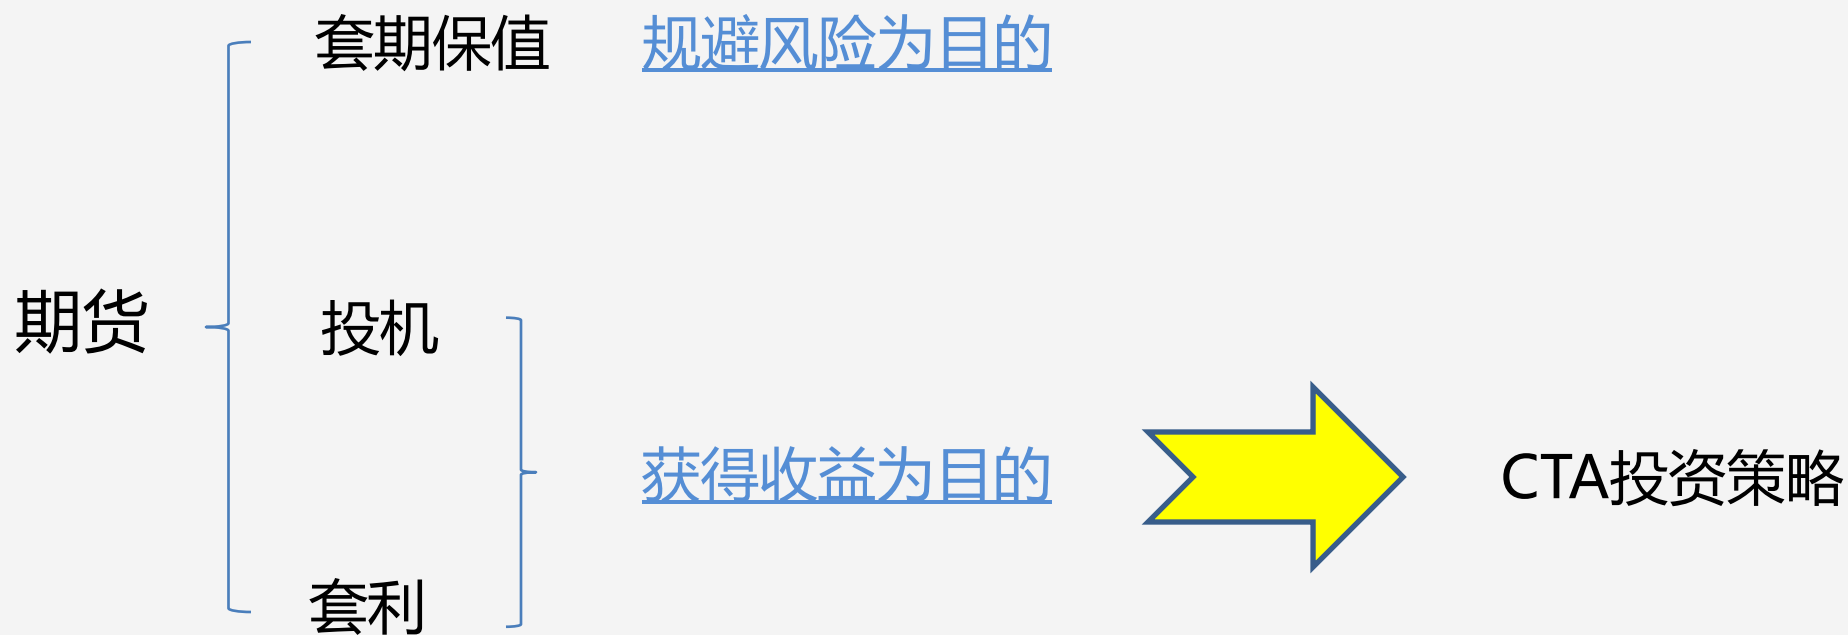 套期保值 规避风险为目的
期货
投机
获得收益为目的
CTA投资策略
套利